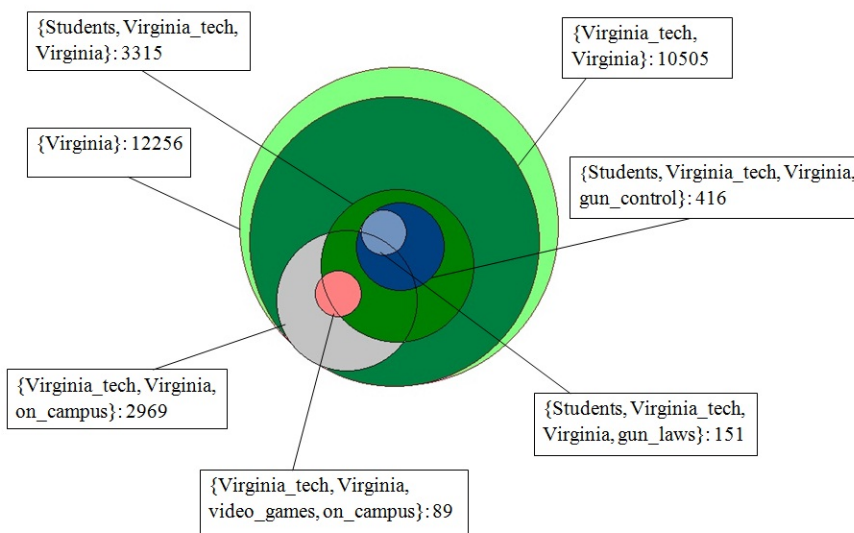 {Students, Virginia_tech,
Virginia}: 3315
{Virginia_tech,
Virginia}: 10505
{Virginia}: 12256
{Students, Virginia_tech, Virginia,
gun_control}: 416
{Virginia_tech, Virginia,
on_campus}: 2969
{Students, Virginia_tech,
Virginia, gun_laws}: 151
{Virginia_tech, Virginia,
video_games, on_campus}: 89